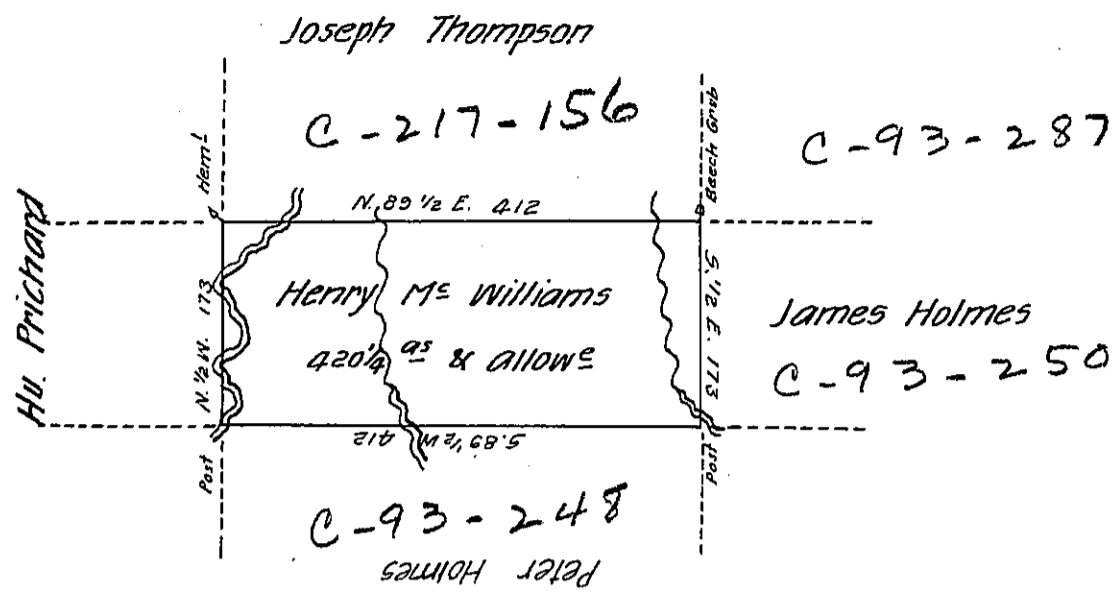 Joseph Thompson
C-217-156
C-93-287
Heml
Beech Grub
N. 89 1/2 E. 412
Hu. Prichard
N. 1/2 W. 173
Henry Mc Williams
420 1/4 as & allowe
S. 1/2 E. 173
James Holmes
C-93-250
S. 89 1/2 W 412
Post
Post
C-93-248
Peter Holmes